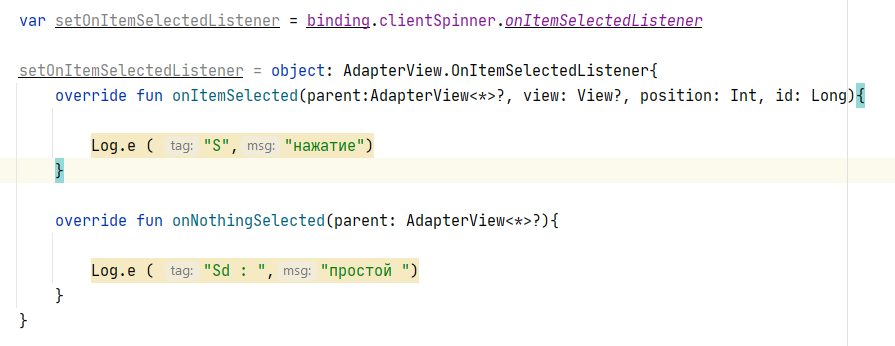 var setOnItemSelectedListener = binding.clientSpinner.onItemSelectedListener
setOnItemSelectedListener = object: AdapterView.OnItemSelectedListener{
override fun onItemSelected(parent:AdapterView<*>?, view: View?, position: Int, id: Long){
Log.e ( tag: "S", msg: "нажатие")
}
override fun onNothingSelected(parent: AdapterView<*>?){
Log.e ( tag: "Sd : ", msg: "простой ")
}
}